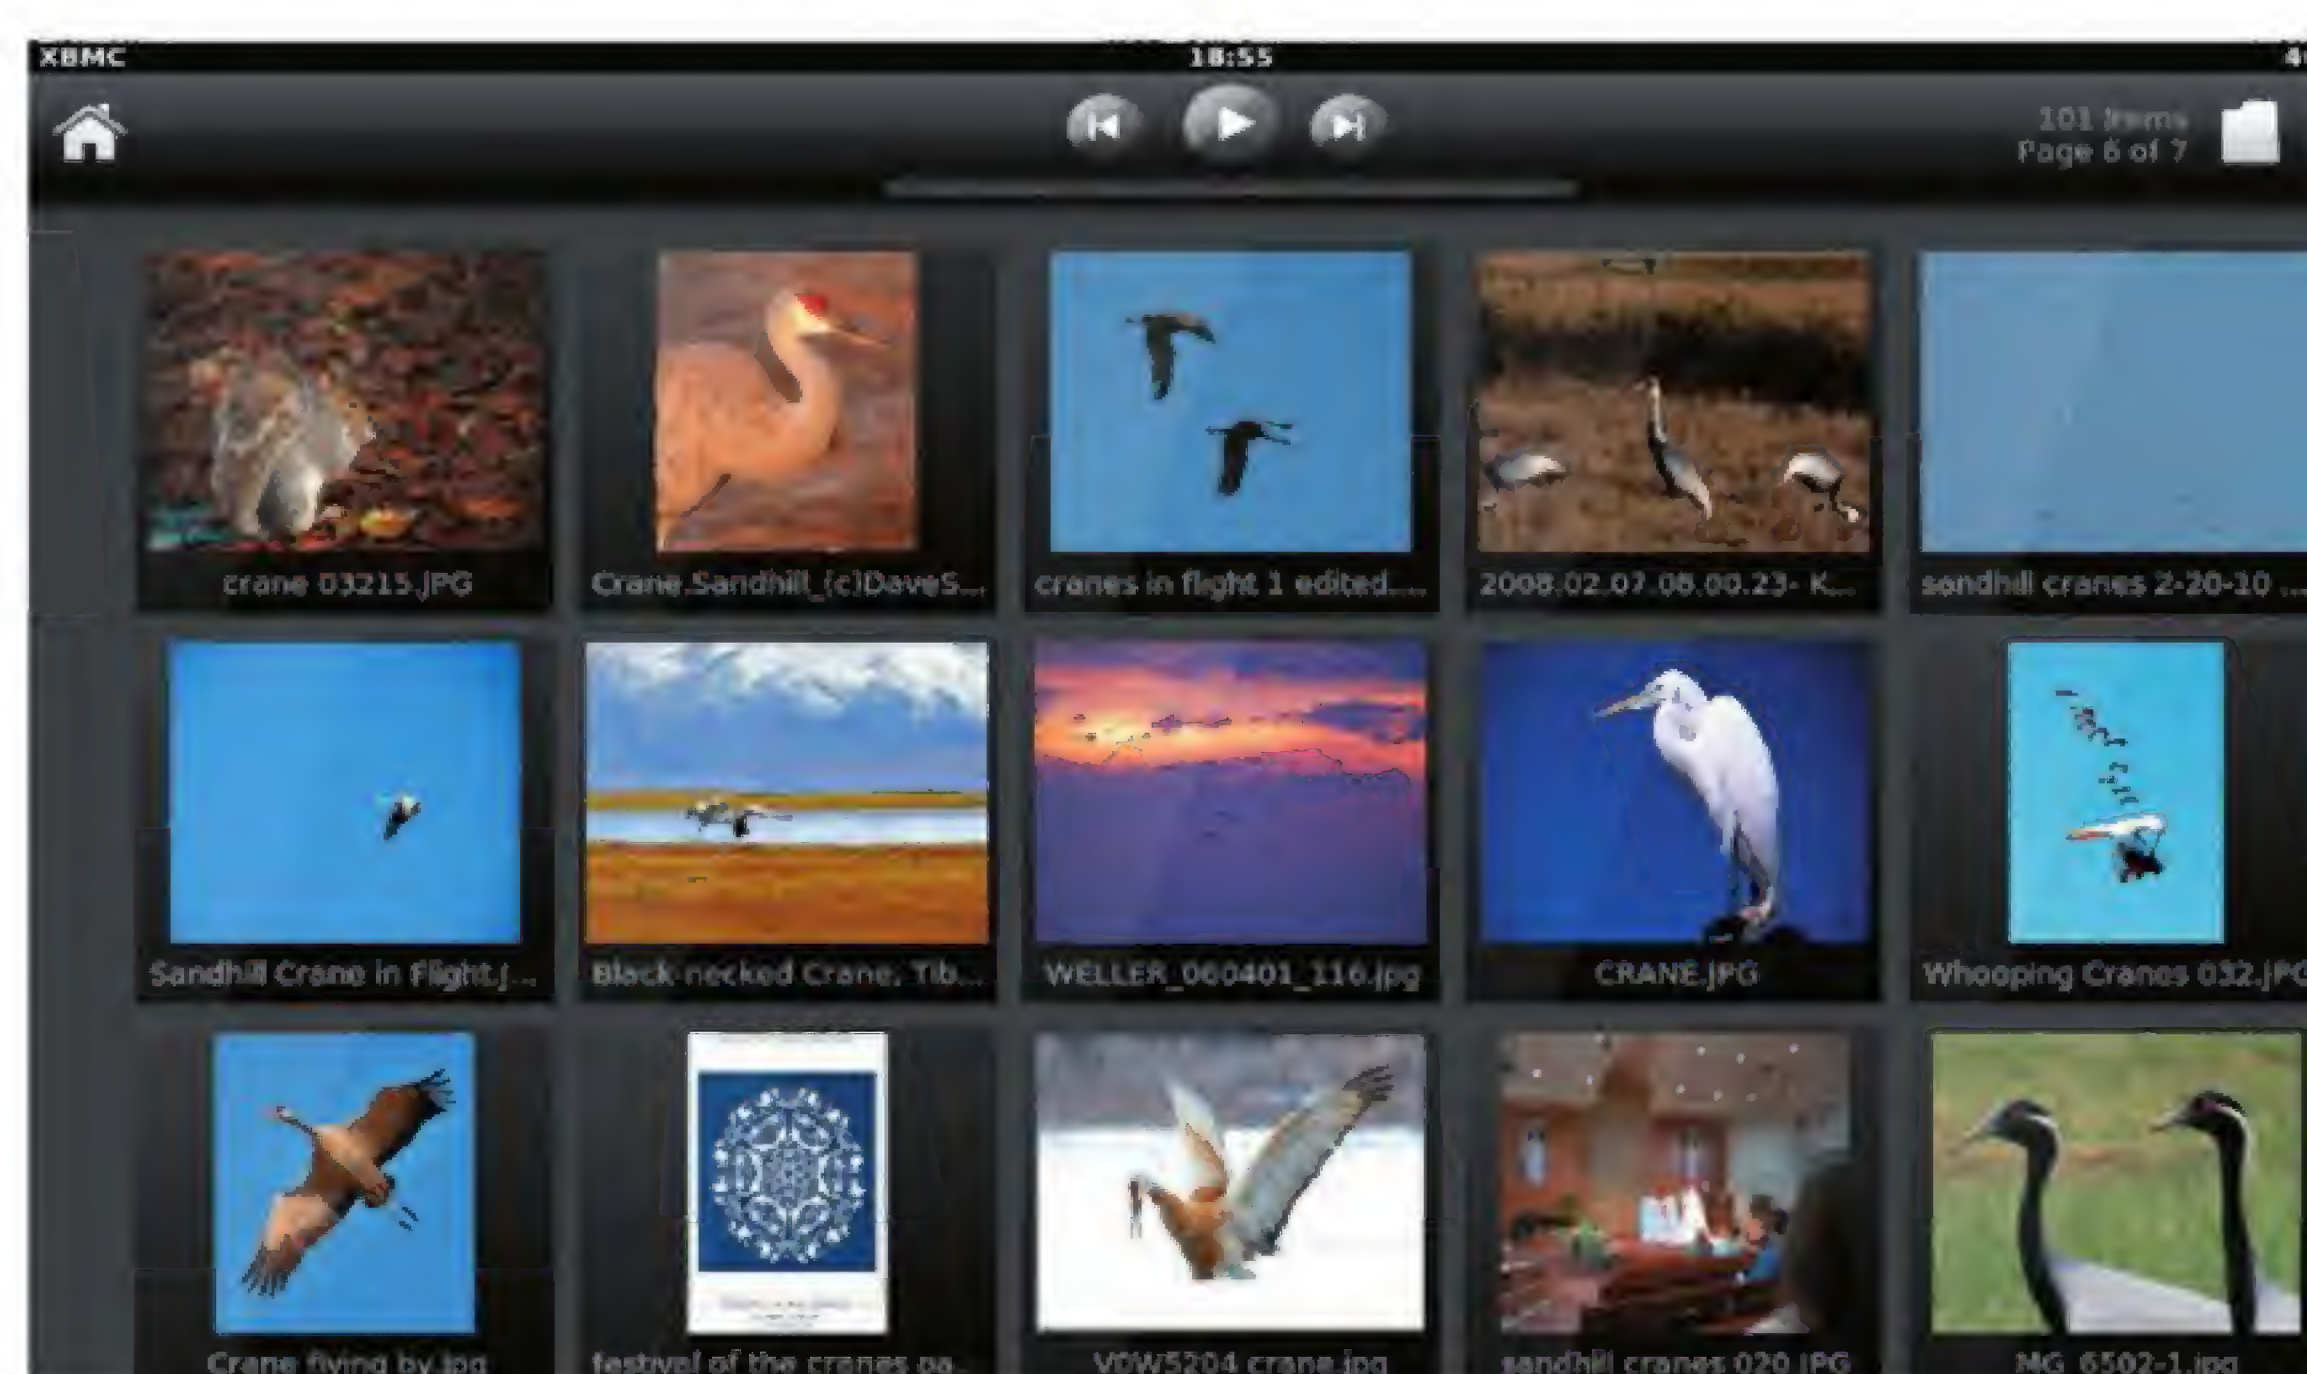 XBMC
18:55
101 Items
Page 6 of 7
crane 03215.JPG
Crane.Sandhill_(c)DaveS...
cranes in flight 1 edited....
2008.02.07.08.00.23- K...
sandhill cranes 2-20-10 ...
Sandhill Crane in Flight.j...
Black-necked Crane, Tib...
WELLER_060401_116.jpg
CRANE.JPG
Whooping Cranes 032.JPG
Crane flying by.jpg
festival of the cranes pa...
VDW5204 crane.jpg
sandhill cranes 020.JPG
MG_6502-1.jpg